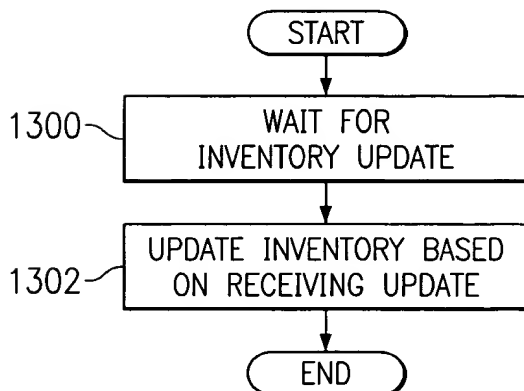 START
1300
WAIT FOR
INVENTORY UPDATE
1302
UPDATE INVENTORY BASED
ON RECEIVING UPDATE
END